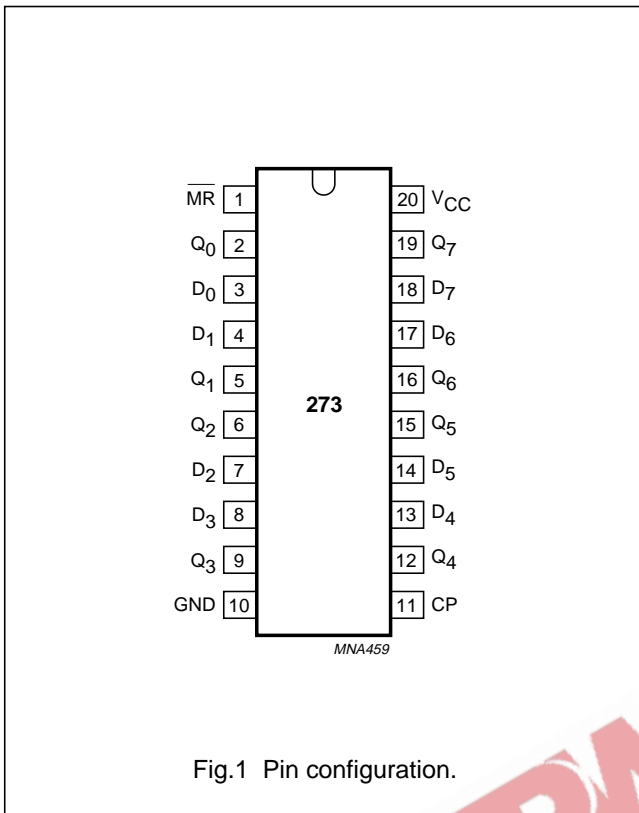 M̅R̅ 1
Q0 2
D0 3
D1 4
Q1 5
Q2 6
D2 7
D3 8
Q3 9
GND 10
273
20 VCC
19 Q7
18 D7
17 D6
16 Q6
15 Q5
14 D5
13 D4
12 Q4
11 CP
MNA459
Fig.1 Pin configuration.